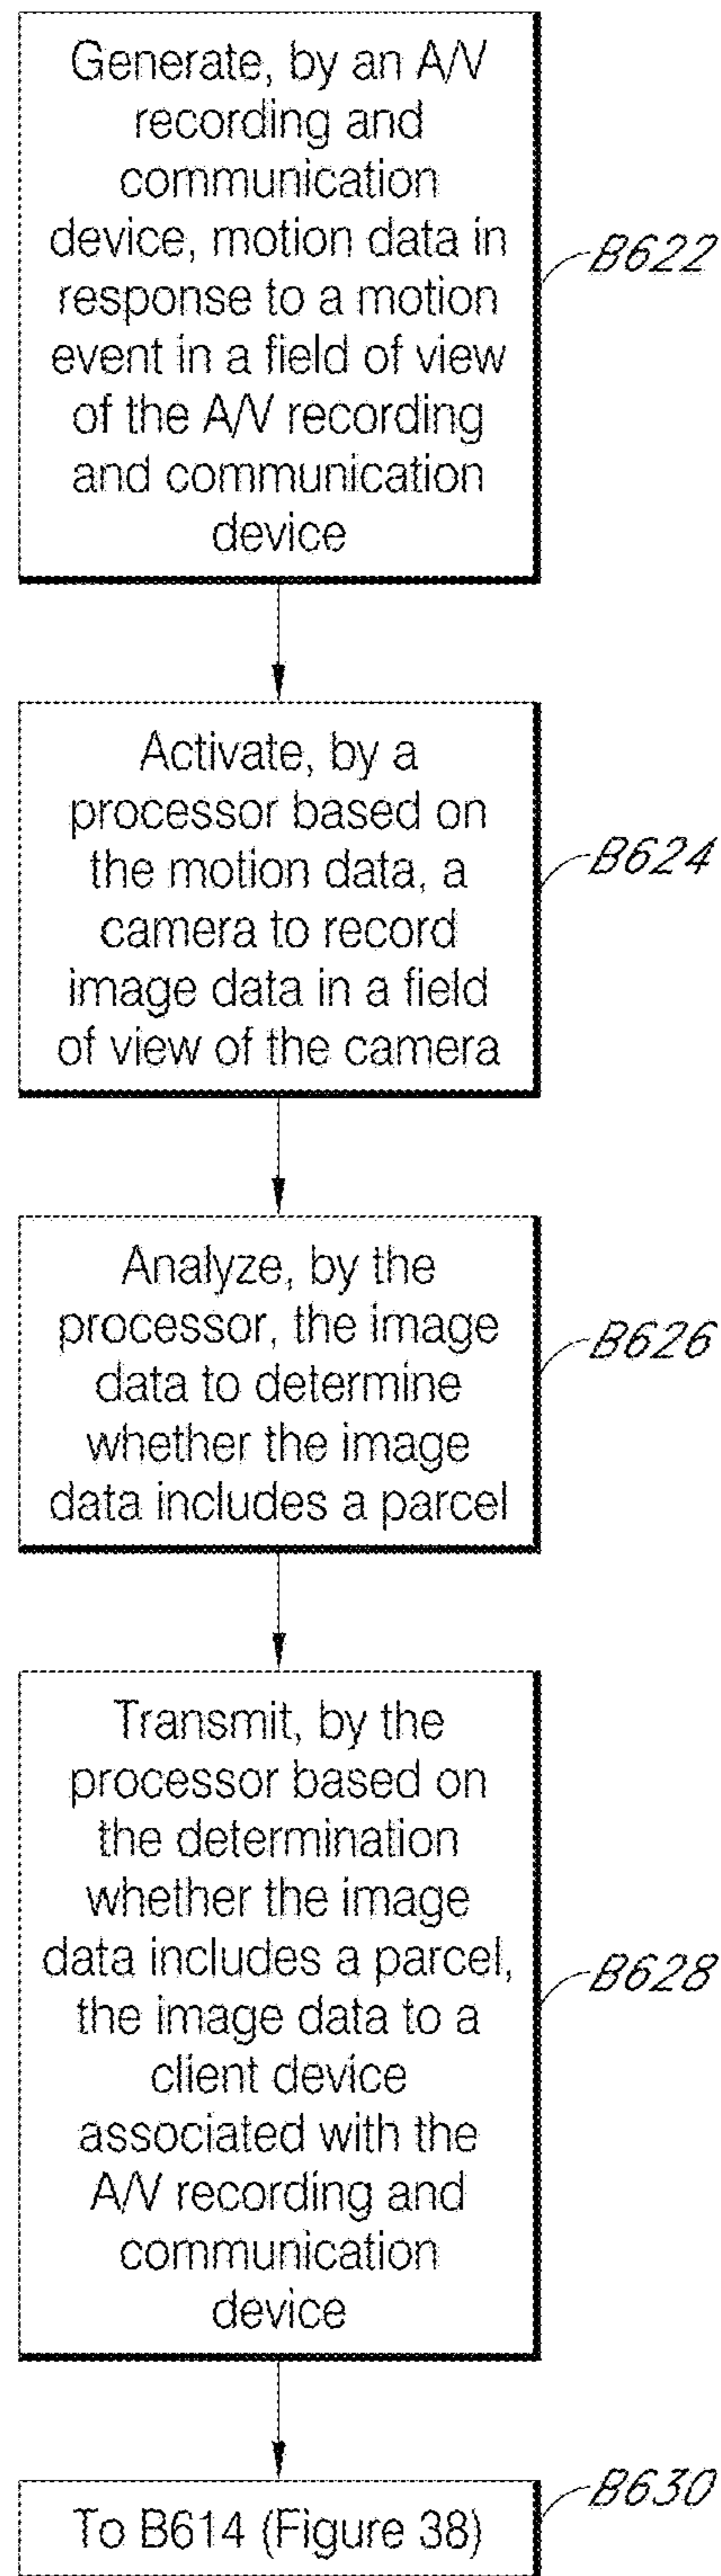 Generate, by an A/V
recording and
communication
device, motion data in
response to a motion
event in a field of view
of the A/V recording
and communication
device
B622
Activate, by a
processor based on
the motion data, a
camera to record
image data in a field
of view of the camera
B624
Analyze, by the
processor, the image
data to determine
whether the image
data includes a parcel
B626
Transmit, by the
processor based on
the determination
whether the image
data includes a parcel,
the image data to a
client device
associated with the
A/V recording and
communication
device
B628
To B614 (Figure 38)
B630